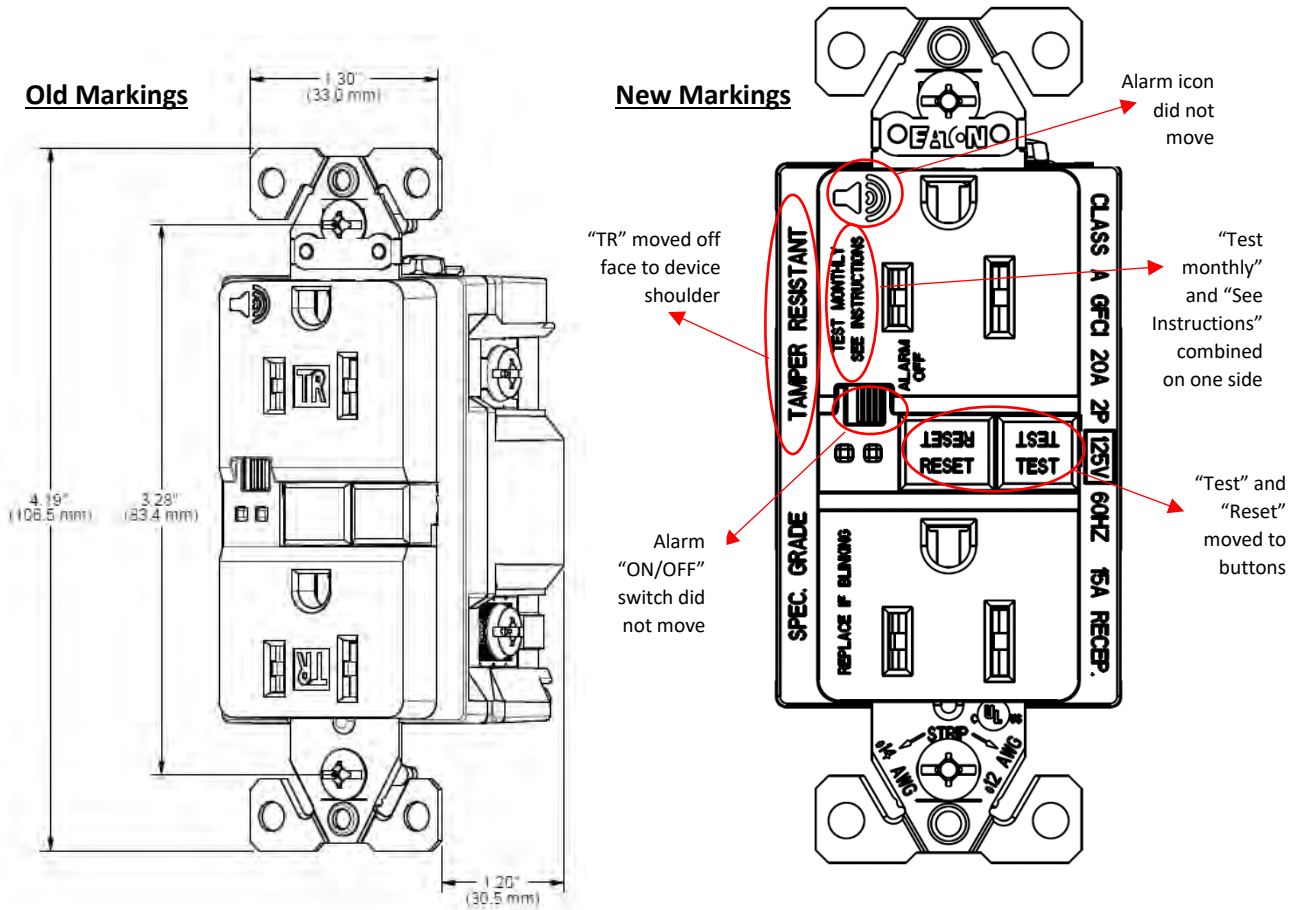 Old Markings
1.30"
(33.0 mm)
4.19"
(106.5 mm)
3.28"
(83.4 mm)
TR
TR
1.20"
(30.5 mm)
New Markings
Alarm icon
did not
move
“TR” moved off
face to device
shoulder
“Test
monthly”
and “See
Instructions”
combined
on one side
Alarm
“ON/OFF”
switch did
not move
“Test” and
“Reset”
moved to
buttons
EATON
TAMPER RESISTANT
SPEC. GRADE
TEST MONTHLY
SEE INSTRUCTIONS
ALARM
OFF
RESET
RESET
TEST
TEST
REPLACE IF BLINKING
CLASS A GFCI 20A 2P 125V 60HZ 15A RECEP.
C UL US
STRIP
#14 AWG
#12 AWG